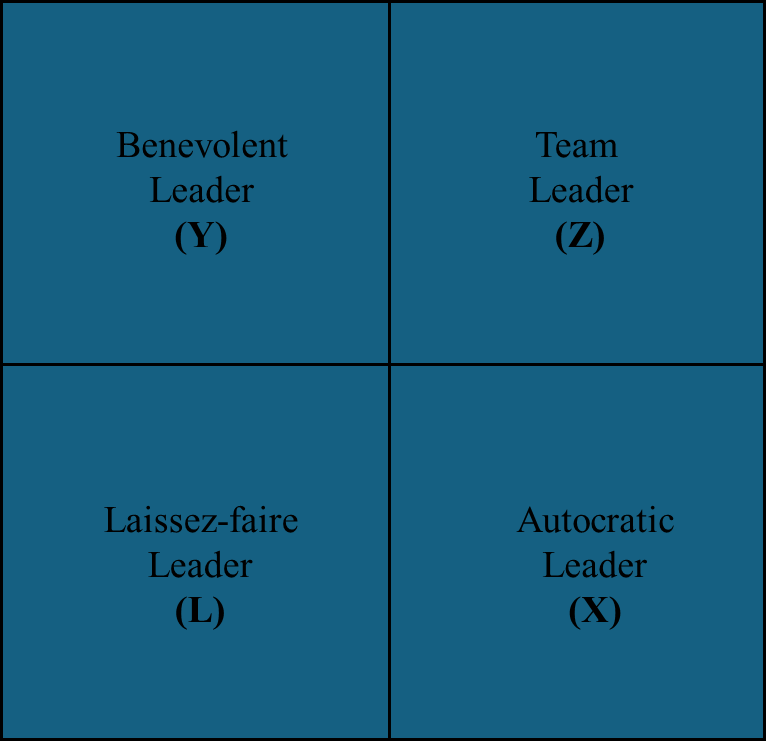 Benevolent
Leader
(Y)
Team
Leader
(Z)
Laissez-faire
Leader
(L)
Autocratic
Leader
(X)